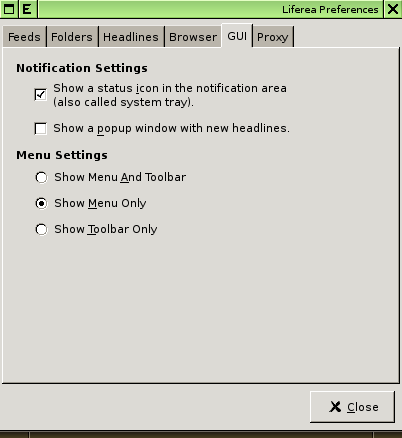 E Liferea Preferences
Feeds Folders Headlines Browser GUI Proxy
Notification Settings
Show a status icon in the notification area
(also called system tray).
Show a popup window with new headlines.
Menu Settings
Show Menu And Toolbar
Show Menu Only
Show Toolbar Only
Close